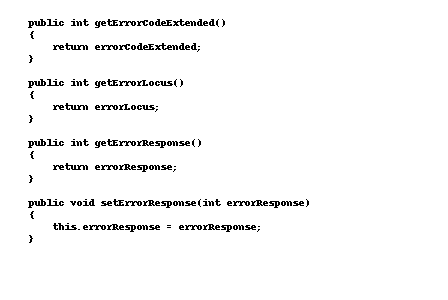 public int getErrorCodeExtended()
{
    return errorCodeExtended;
}
public int getErrorLocus()
{
    return errorLocus;
}
public int getErrorResponse()
{
    return errorResponse;
}
public void setErrorResponse(int errorResponse)
{
    this.errorResponse = errorResponse;
}